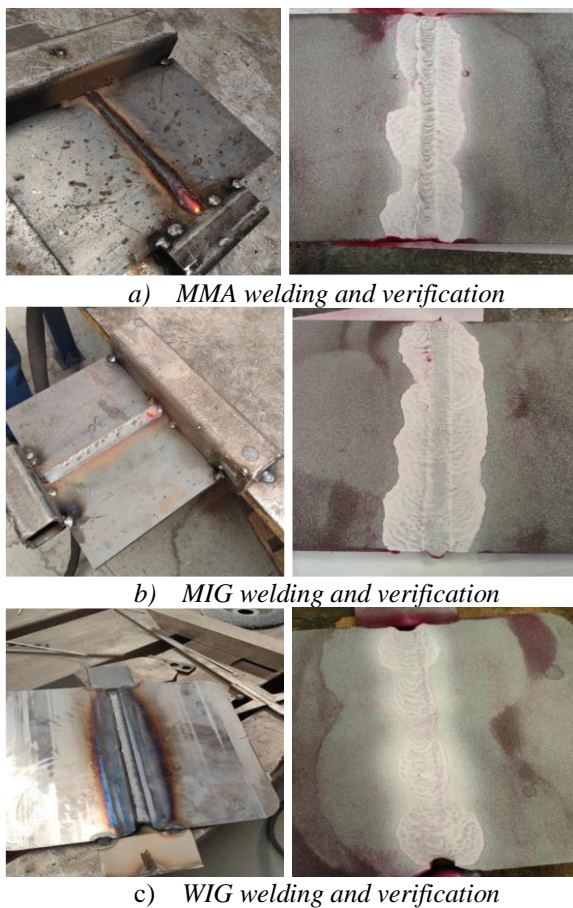 a) MMA welding and verification
b) MIG welding and verification
c) WIG welding and verification